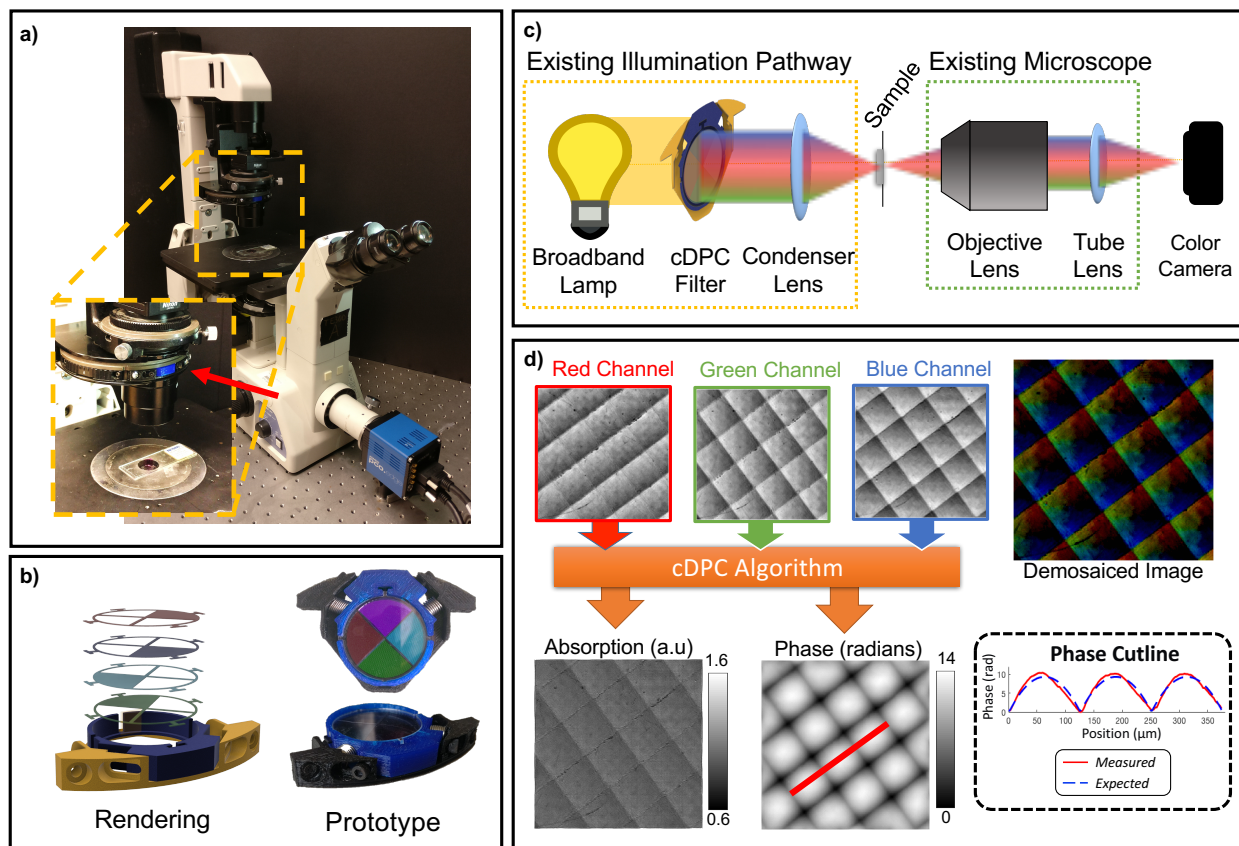 a)
Nikon
pco.
b)
Rendering
Prototype
c)
Existing Illumination Pathway
Existing Microscope
Sample
Broadband
Lamp
cDPC
Filter
Condenser
Lens
Objective
Lens
Tube
Lens
Color
Camera
d)
Red Channel
Green Channel
Blue Channel
cDPC Algorithm
Demosaiced Image
Absorption (a.u)
1.6
0.6
Phase (radians)
14
0
Phase Cutline
Phase (rad)
10
5
0
0
50
100
150
200
250
300
350
Position (µm)
Measured
Expected